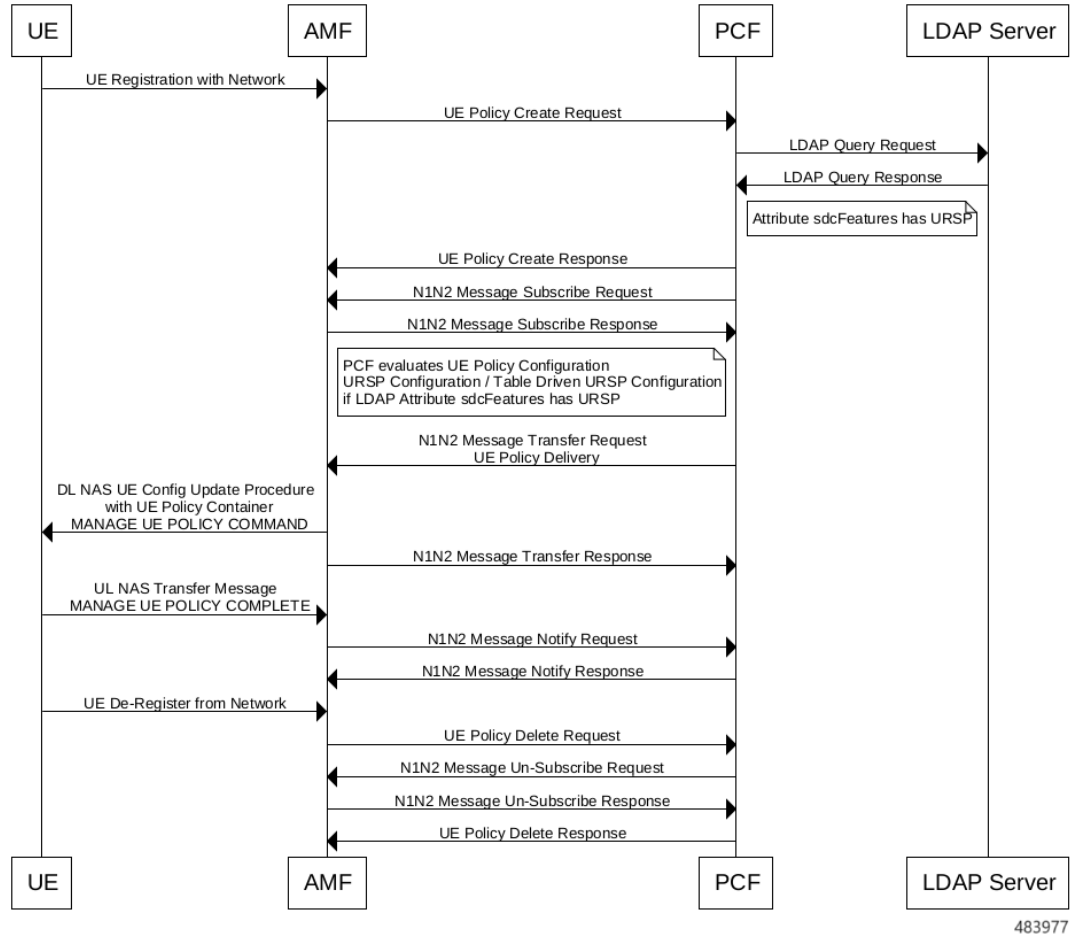 UE
AMF
PCF
LDAP Server
UE Registration with Network
UE Policy Create Request
LDAP Query Request
LDAP Query Response
Attribute sdcFeatures has URSP
UE Policy Create Response
N1N2 Message Subscribe Request
N1N2 Message Subscribe Response
PCF evaluates UE Policy Configuration
URSP Configuration / Table Driven URSP Configuration
if LDAP Attribute sdcFeatures has URSP
N1N2 Message Transfer Request
UE Policy Delivery
DL NAS UE Config Update Procedure
with UE Policy Container
MANAGE UE POLICY COMMAND
N1N2 Message Transfer Response
UL NAS Transfer Message
MANAGE UE POLICY COMPLETE
N1N2 Message Notify Request
N1N2 Message Notify Response
UE De-Register from Network
UE Policy Delete Request
N1N2 Message Un-Subscribe Request
N1N2 Message Un-Subscribe Response
UE Policy Delete Response
UE
AMF
PCF
LDAP Server
483977